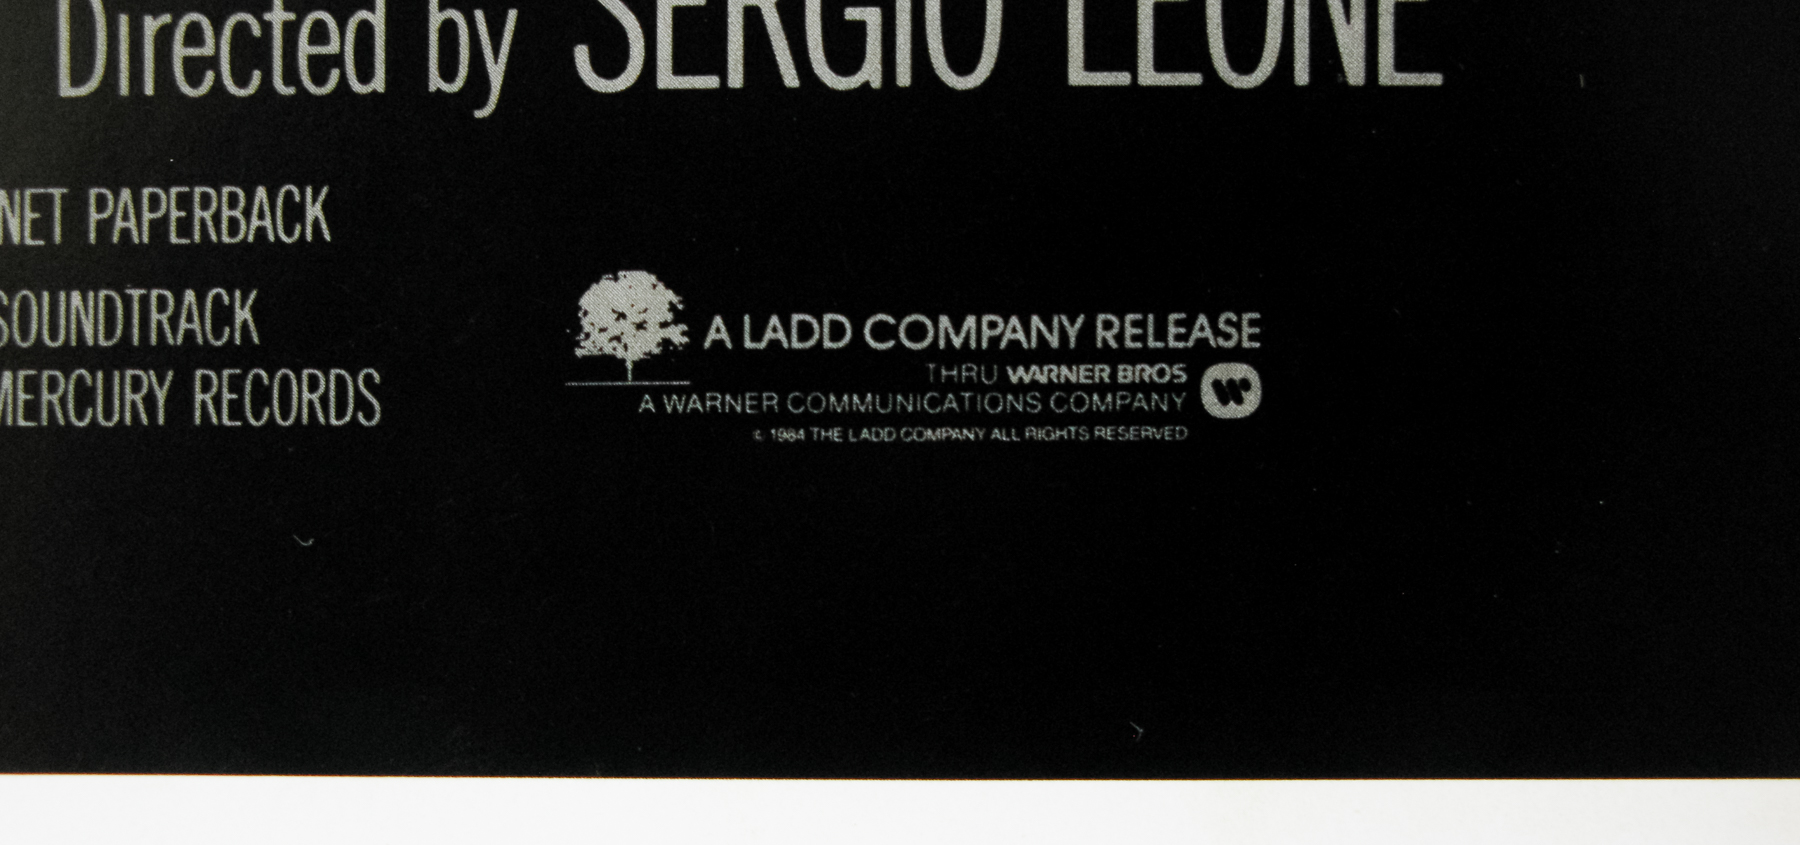 Directed by SERGIO LEONE
NET PAPERBACK
SOUNDTRACK
MERCURY RECORDS
A LADD COMPANY RELEASE
THRU WARNER BROS
A WARNER COMMUNICATIONS COMPANY
© 1984 THE LADD COMPANY ALL RIGHTS RESERVED